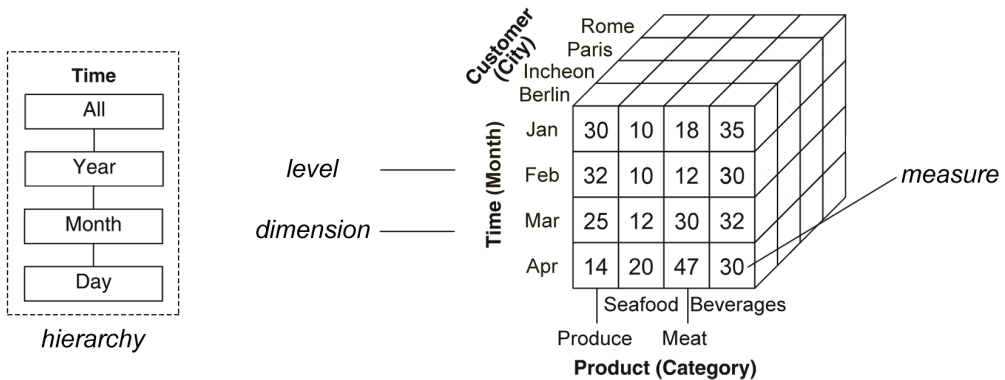 Time
All
Year
Month
Day
hierarchy
level
dimension
Customer
(City)
Rome
Paris
Incheon
Berlin
Time (Month)
Jan 30 10 18 35
Feb 32 10 12 30
Mar 25 12 30 32
Apr 14 20 47 30
measure
Seafood Beverages
Produce Meat
Product (Category)